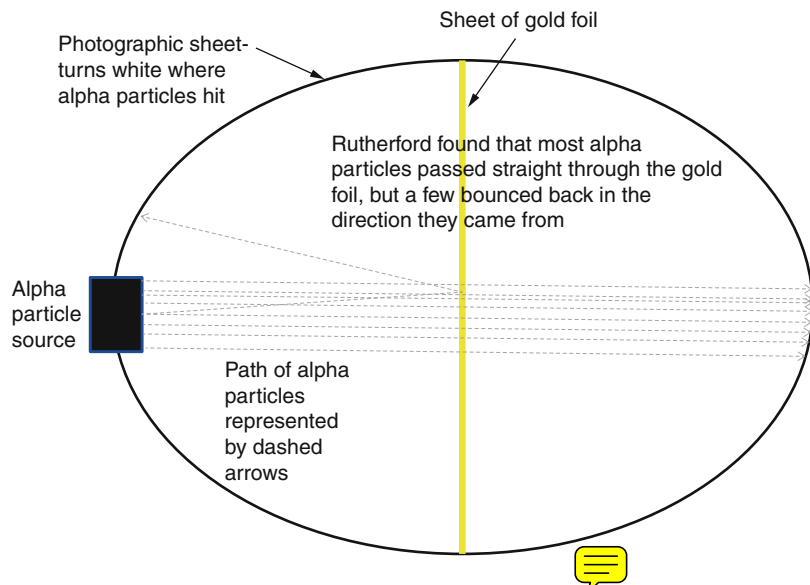 Sheet of gold foil
Photographic sheet-
turns white where
alpha particles hit
Rutherford found that most alpha
particles passed straight through the gold
foil, but a few bounced back in the
direction they came from
Alpha
particle
source
Path of alpha
particles
represented
by dashed
arrows